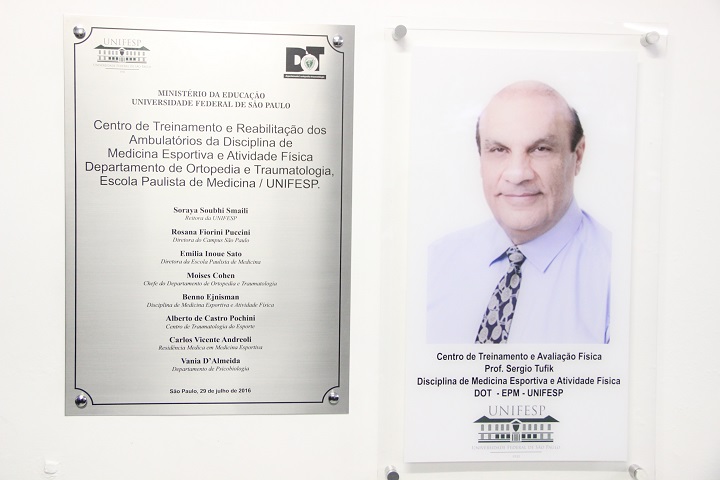 UNIFESP
DOT
MINISTÉRIO DA EDUCAÇÃO
UNIVERSIDADE FEDERAL DE SÃO PAULO
Centro de Treinamento e Reabilitação dos
Ambulatórios da Disciplina de
Medicina Esportiva e Atividade Física
Departamento de Ortopedia e Traumatologia,
Escola Paulista de Medicina / UNIFESP.
Soraya Soubhi Smaili
Reitora da UNIFESP
Rosana Fiorini Puccini
Diretora do Campus São Paulo
Emilia Inoue Sato
Diretora da Escola Paulista de Medicina
Moises Cohen
Chefe do Departamento de Ortopedia e Traumatologia
Benno Ejnisman
Disciplina de Medicina Esportiva e Atividade Física
Alberto de Castro Pochini
Centro de Traumatologia do Esporte
Carlos Vicente Andreoli
Residência Medica em Medicina Esportiva
Vania D'Almeida
Departamento de Psicobiologia
São Paulo, 29 de julho de 2016
Centro de Treinamento e Avaliação Física
Prof. Sergio Tufik
Disciplina de Medicina Esportiva e Atividade Física
DOT - EPM - UNIFESP
UNIFESP
UNIVERSIDADE FEDERAL DE SÃO PAULO